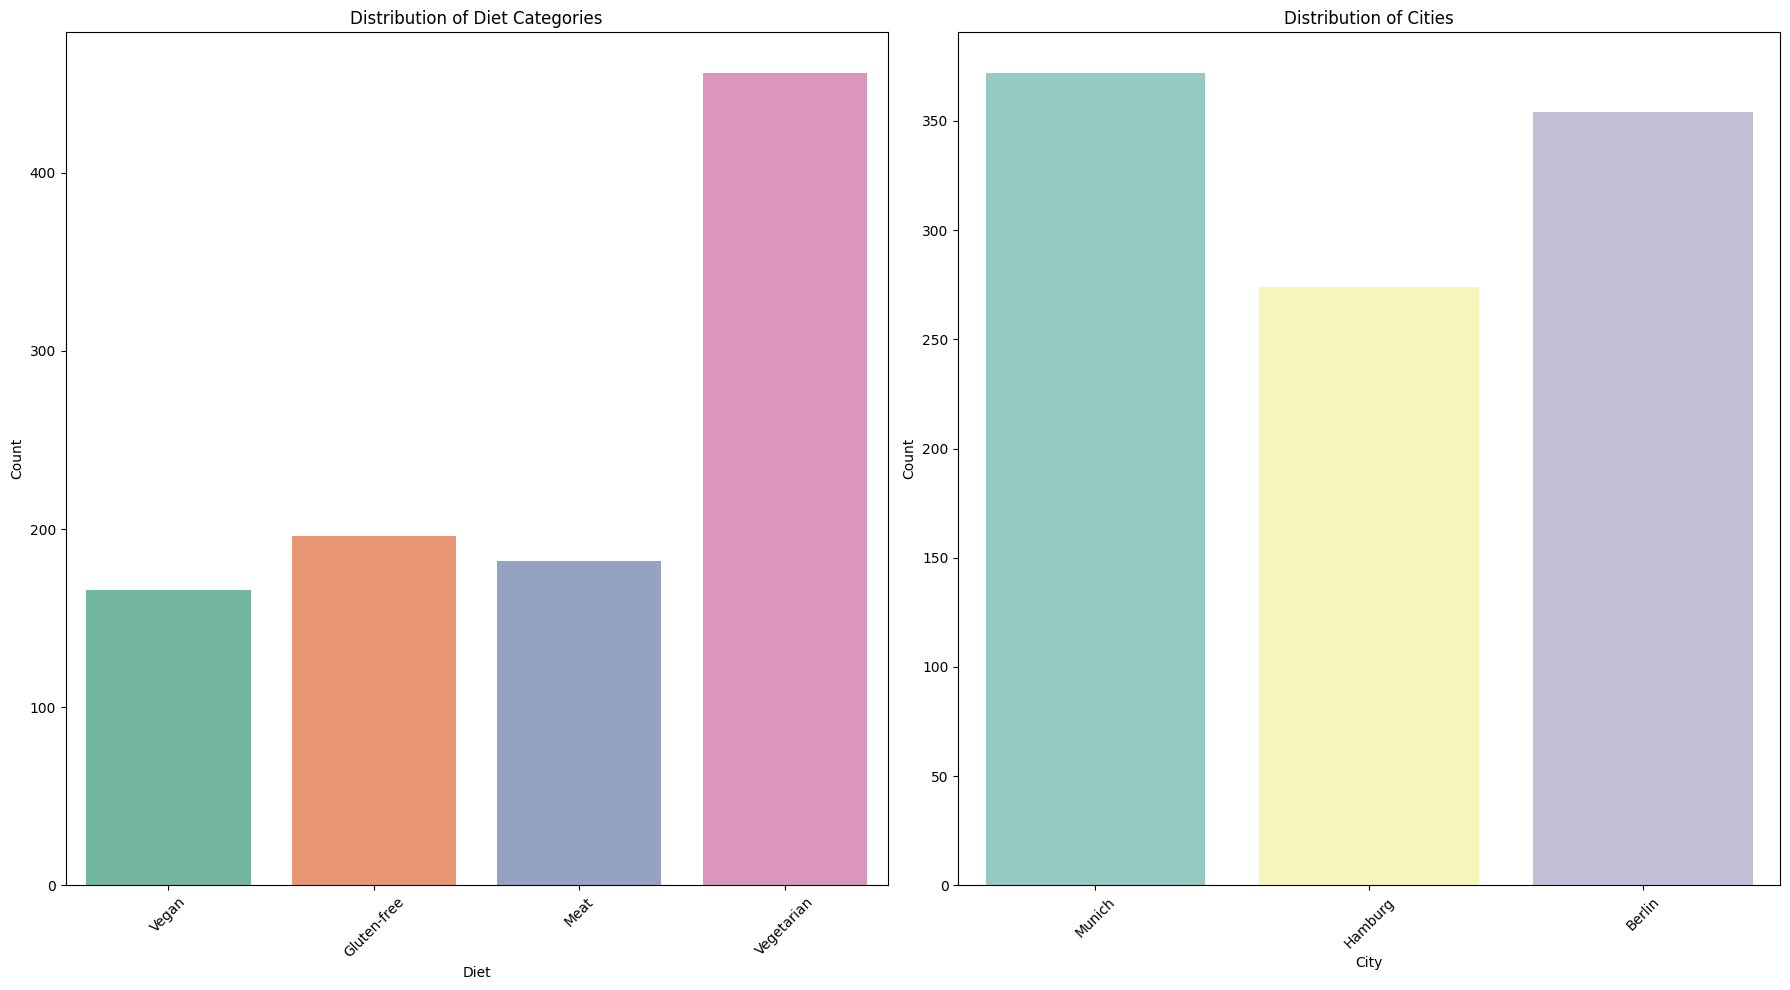 Distribution of Diet Categories
Count
400
300
200
100
0
Vegan
Gluten-free
Meat
Vegetarian
Diet
Distribution of Cities
Count
350
300
250
200
150
100
50
0
Munich
Hamburg
Berlin
City